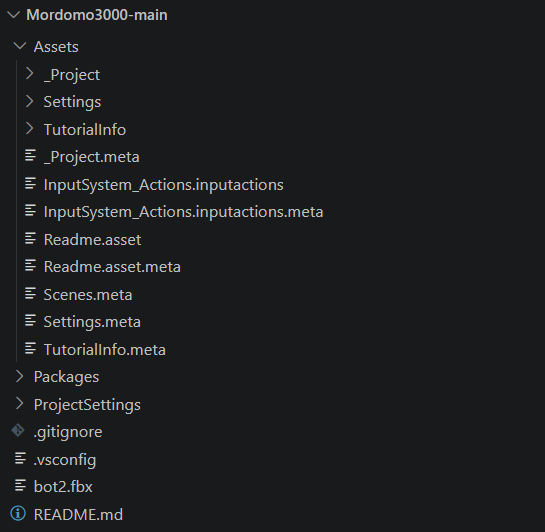 Mordomo3000-main
Assets
_Project
Settings
TutorialInfo
_Project.meta
InputSystem_Actions.inputactions
InputSystem_Actions.inputactions.meta
Readme.asset
Readme.asset.meta
Scenes.meta
Settings.meta
TutorialInfo.meta
Packages
ProjectSettings
.gitignore
.vsconfig
bot2.fbx
README.md